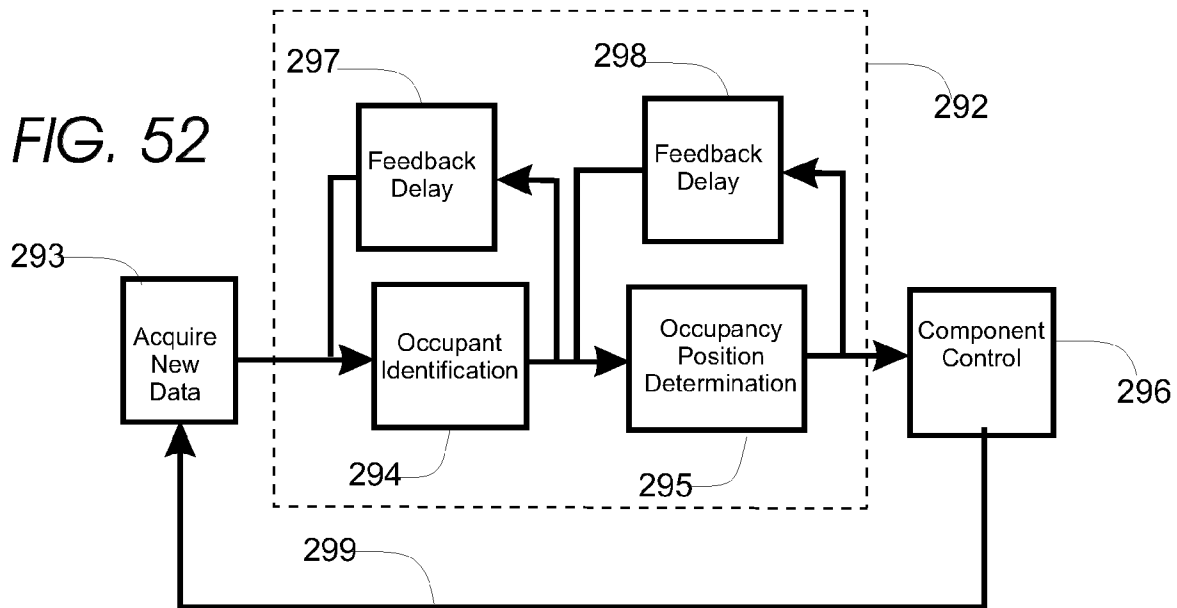 FIG. 52
297
298
292
Feedback
Delay
Feedback
Delay
293
Acquire
New
Data
Occupant
Identification
Occupancy
Position
Determination
Component
Control
296
294
295
299